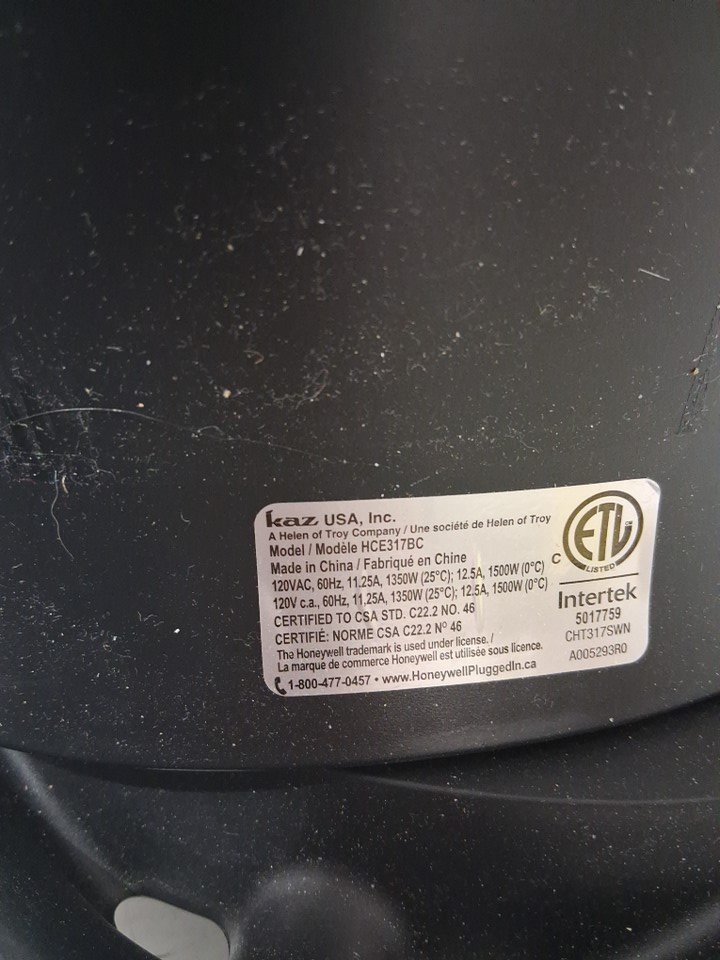 kaz USA, Inc.
A Helen of Troy Company / Une société de Helen of Troy
Model / Modèle HCE317BC
Made in China / Fabriqué en Chine
120VAC, 60Hz, 11.25A, 1350W (25°C); 12.5A, 1500W (0°C)
120V c.a., 60Hz, 11.25A, 1350W (25°C); 12.5A, 1500W (0°C)
CERTIFIED TO CSA STD. C22.2 NO. 46
CERTIFIÉ: NORME CSA C22.2 Nº 46
The Honeywell trademark is used under license. /
La marque de commerce Honeywell est utilisée sous licence.
1-800-477-0457 • www.HoneywellPluggedIn.ca
C ETL CM
LISTED
Intertek
5017759
CHT317SWN
A005293R0